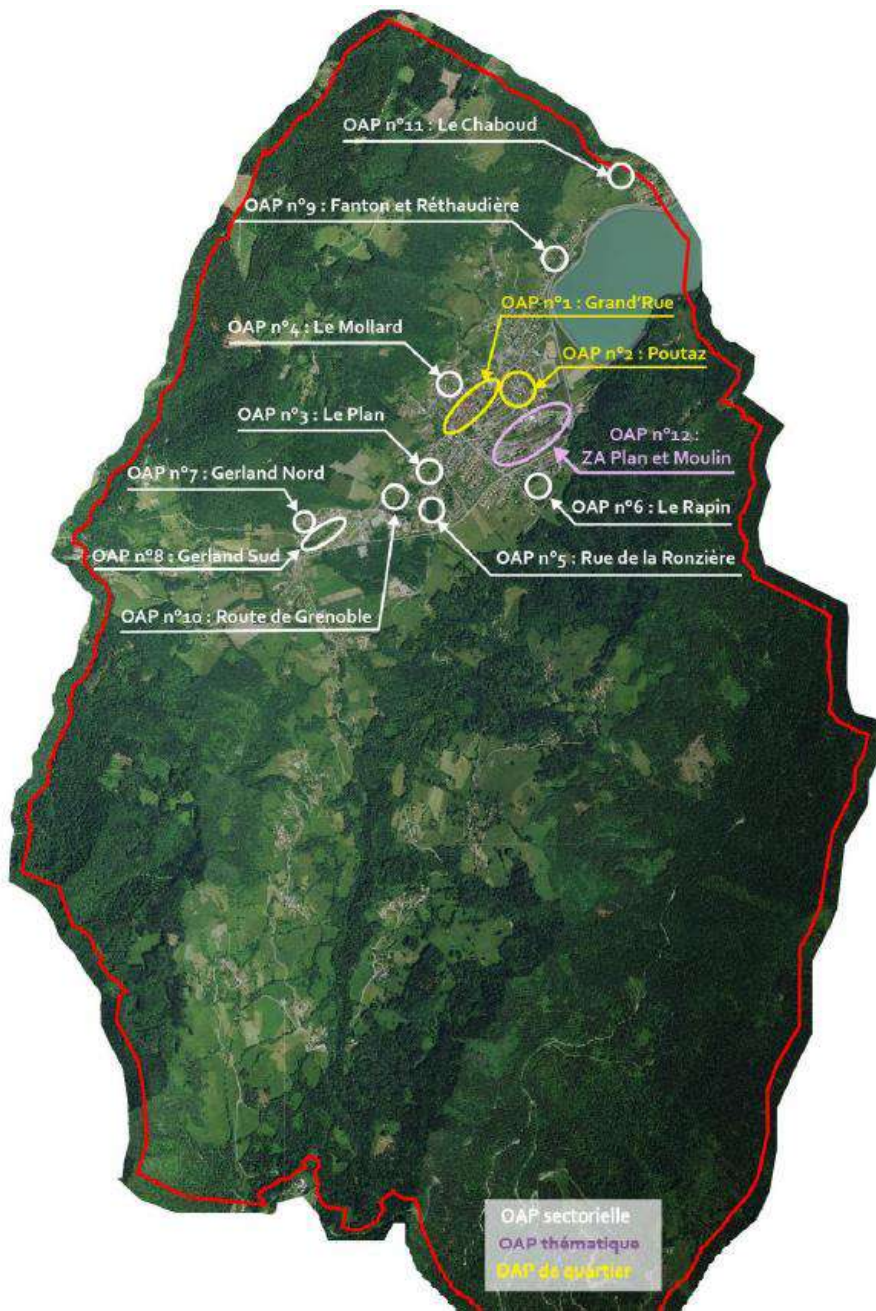 OAP n°11 : Le Chaboud
OAP n°9 : Fanton et Réthaudière
OAP n°1 : Grand'Rue
OAP n°4 : Le Mollard
OAP n°2 : Poutaz
OAP n°3 : Le Plan
OAP n°12 :
ZA Plan et Moulin
OAP n°7 : Gerland Nord
OAP n°6 : Le Rapin
OAP n°8 : Gerland Sud
OAP n°5 : Rue de la Ronzière
OAP n°10 : Route de Grenoble
OAP sectorielle
OAP thématique
OAP de quartier